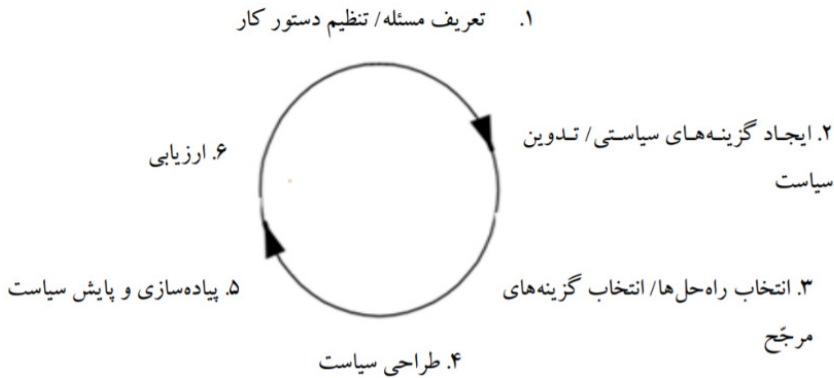 ۱. تعریف مسئله/ تنظیم دستور کار
۲. ایجاد گزینه‌های سیاستی/ تدوین
سیاست
۳. انتخاب راه‌حل‌ها/ انتخاب گزینه‌های
مرجّح
۴. طراحی سیاست
۵. پیاده‌سازی و پایش سیاست
۶. ارزیابی